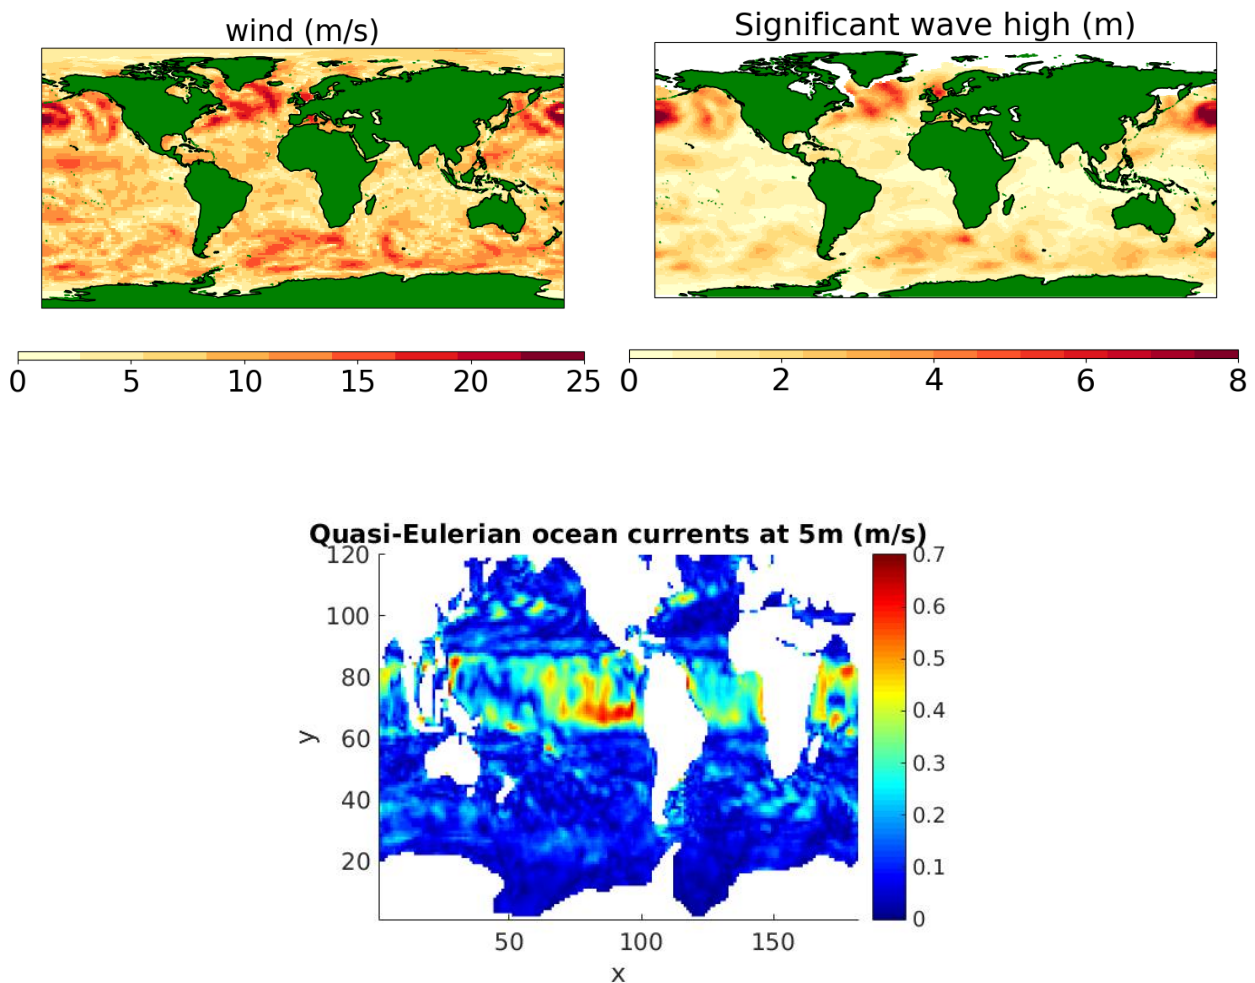 wind (m/s)
Significant wave high (m)
0 5 10 15 20 25
0 2 4 6 8
Quasi-Eulerian ocean currents at 5m (m/s)
120
100
80
60
40
20
y
50 100 150
x
0.7
0.6
0.5
0.4
0.3
0.2
0.1
0